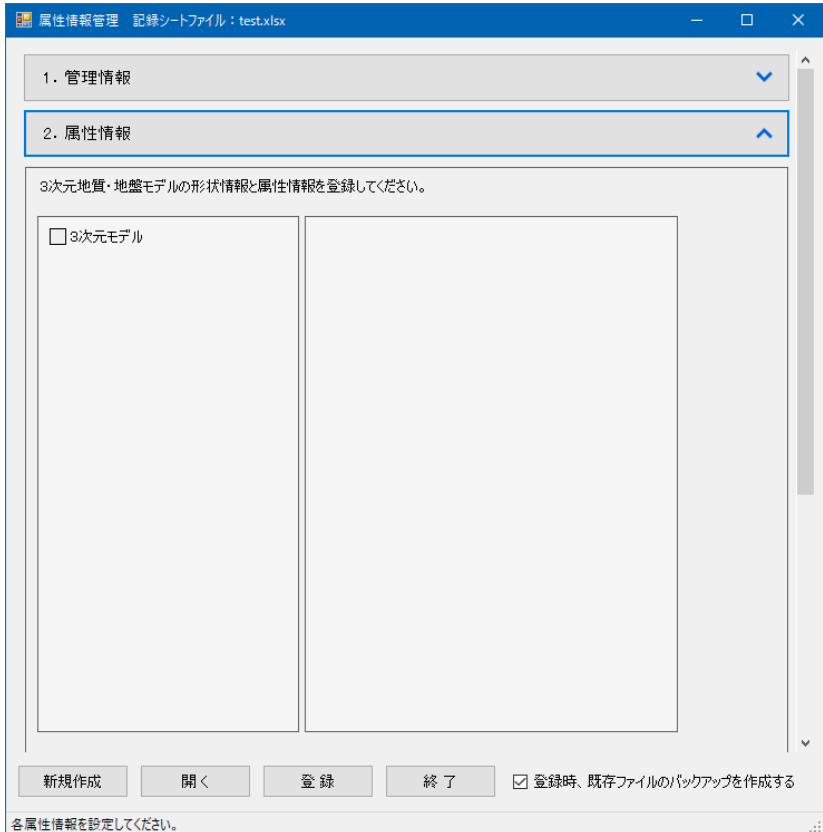 属性情報管理　記録シートファイル：test.xlsx
1. 管理情報
2. 属性情報
3次元地質・地盤モデルの形状情報と属性情報を登録してください。
3次元モデル
新規作成 開く 登 録 終 了 登録時、既存ファイルのバックアップを作成する
各属性情報を設定してください。